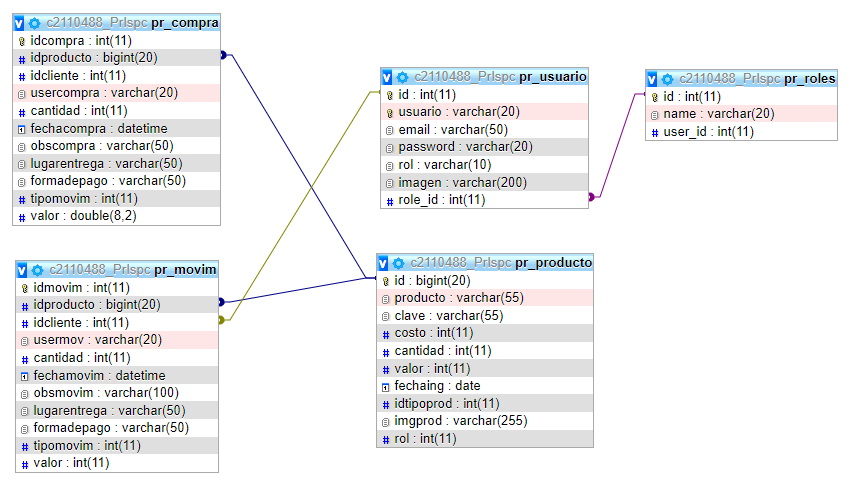 c2110488_Prlspc pr_compra
idcompra : int(11)
idproducto : bigint(20)
idcliente : int(11)
usercompra : varchar(20)
cantidad : int(11)
fechacompra : datetime
obscompra : varchar(50)
lugarentrega : varchar(50)
formadepago : varchar(50)
tipomovim : int(11)
valor : double(8,2)
c2110488_Prlspc pr_movim
idmovim : int(11)
idproducto : bigint(20)
idcliente : int(11)
usermov : varchar(20)
cantidad : int(11)
fechamovim : datetime
obsmovim : varchar(100)
lugarentrega : varchar(50)
formadepago : varchar(50)
tipomovim : int(11)
valor : int(11)
c2110488_Prlspc pr_usuario
id : int(11)
usuario : varchar(20)
email : varchar(50)
password : varchar(20)
rol : varchar(10)
imagen : varchar(200)
role_id : int(11)
c2110488_Prlspc pr_producto
id : bigint(20)
producto : varchar(55)
clave : varchar(55)
costo : int(11)
cantidad : int(11)
valor : int(11)
fechaing : date
idtipoprod : int(11)
imgprod : varchar(255)
rol : int(11)
c2110488_Prlspc pr_roles
id : int(11)
name : varchar(20)
user_id : int(11)